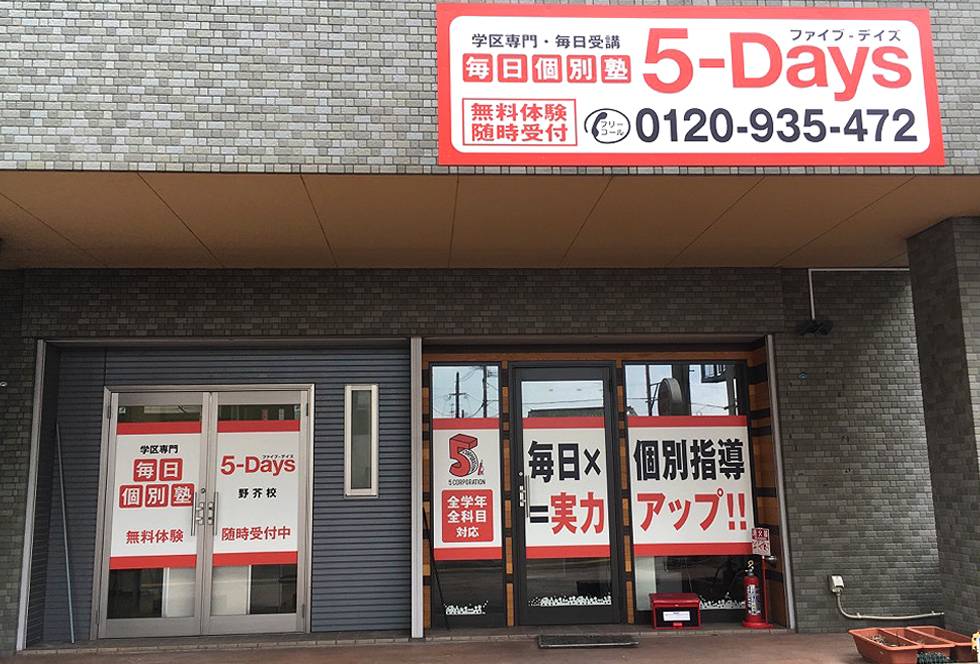 学区専門・毎日受講
毎日個別塾
ファイブ-デイズ
5-Days
無料体験
随時受付
フリーコール
0120-935-472
学区専門
毎日
個別塾
無料体験
ファイブ-デイズ
5-Days
野芥校
随時受付中
5 CORPORATION
全学年
全科目
対応
毎日×個別指導
=実力アップ!!